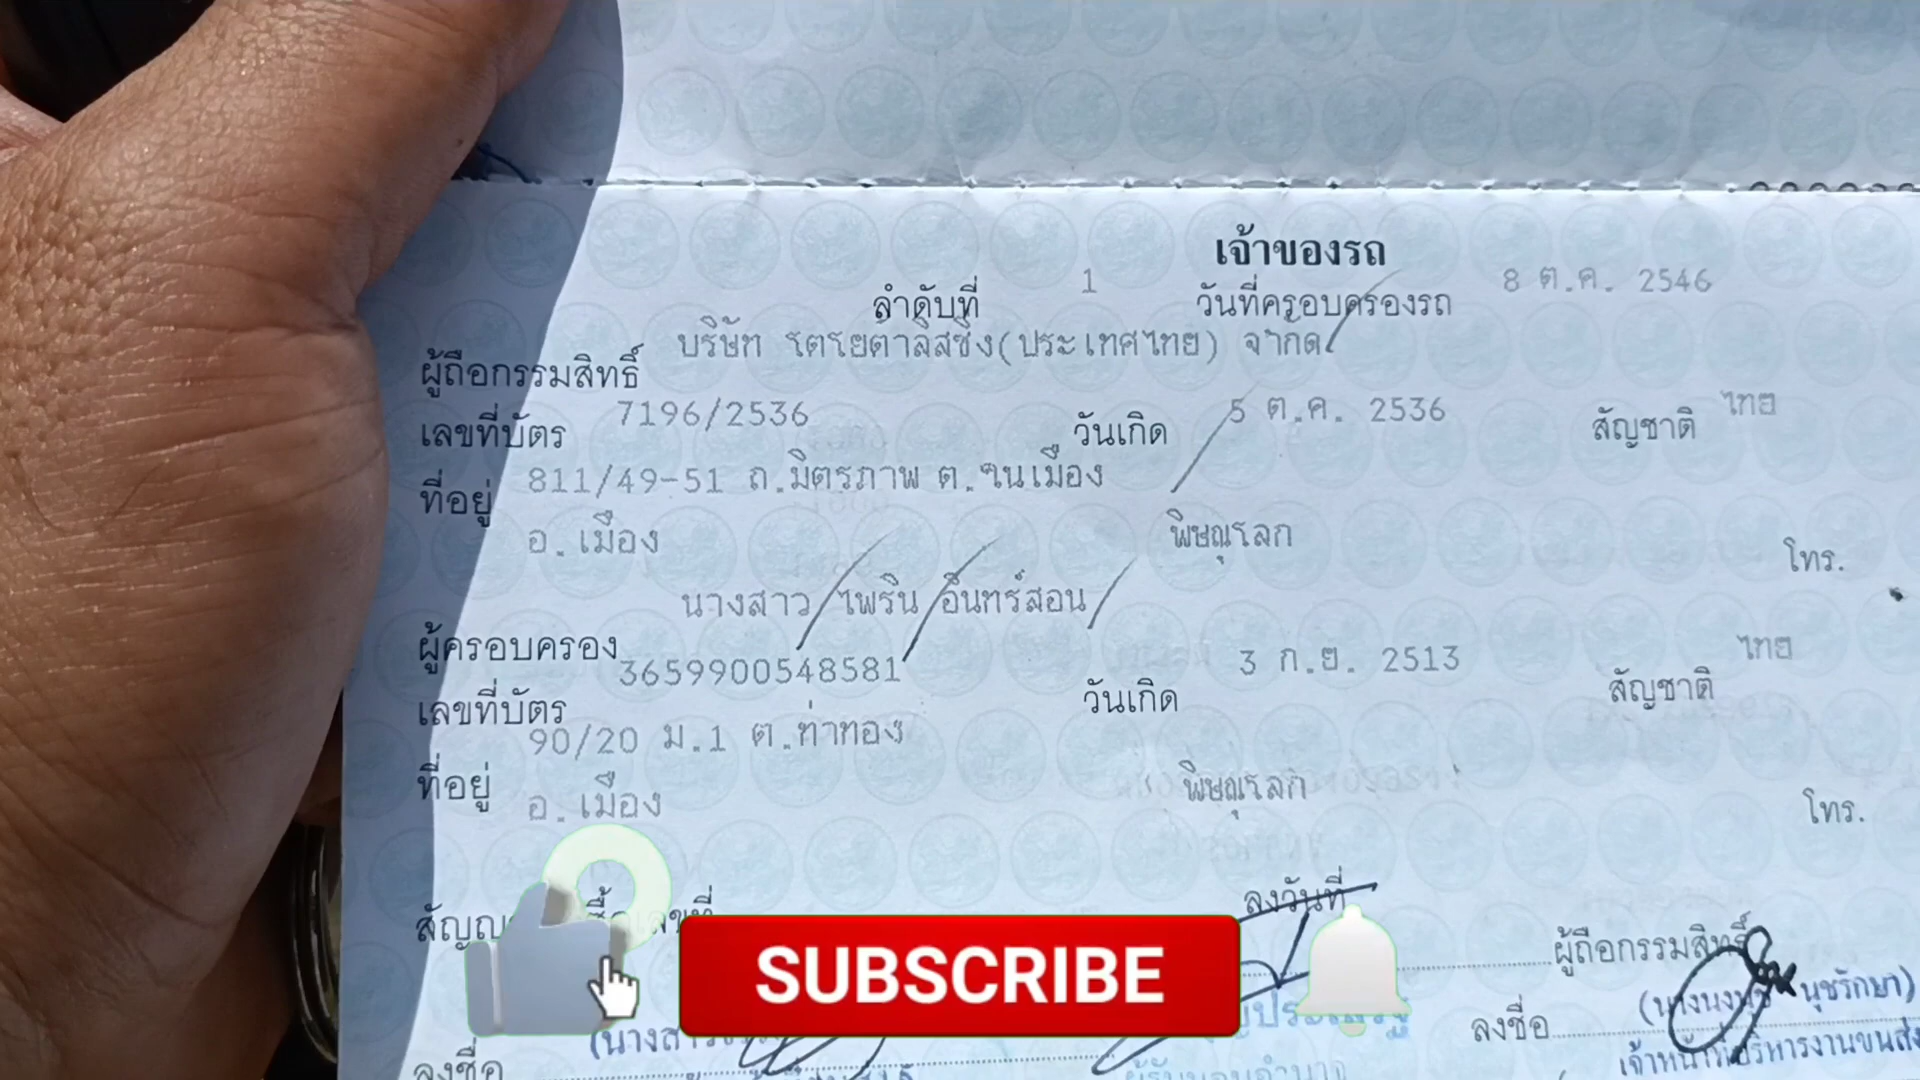 เจ้าของรถ
ลำดับที่ 1 วันที่ครอบครองรถ 8 ต.ค. 2546
ผู้ถือกรรมสิทธิ์ บริษัท โตโยต้าลีสซิ่ง(ประเทศไทย) จำกัด
เลขที่บัตร 7196/2536 วันเกิด 5 ต.ค. 2536 สัญชาติ ไทย
ที่อยู่ 811/49-51 ถ.มิตรภาพ ต.ในเมือง
อ.เมือง พิษณุโลก โทร.
ผู้ครอบครอง นางสาว ไพริน อินทร์สอน
เลขที่บัตร 3659900548581 วันเกิด 3 ก.ย. 2513 สัญชาติ ไทย
ที่อยู่ 90/20 ม.1 ต.ท่าทอง
อ.เมือง พิษณุโลก โทร.
ลงวันที่
SUBSCRIBE
ผู้ถือกรรมสิทธิ์
ลงชื่อ นุชรักษา)
ลงชื่อ